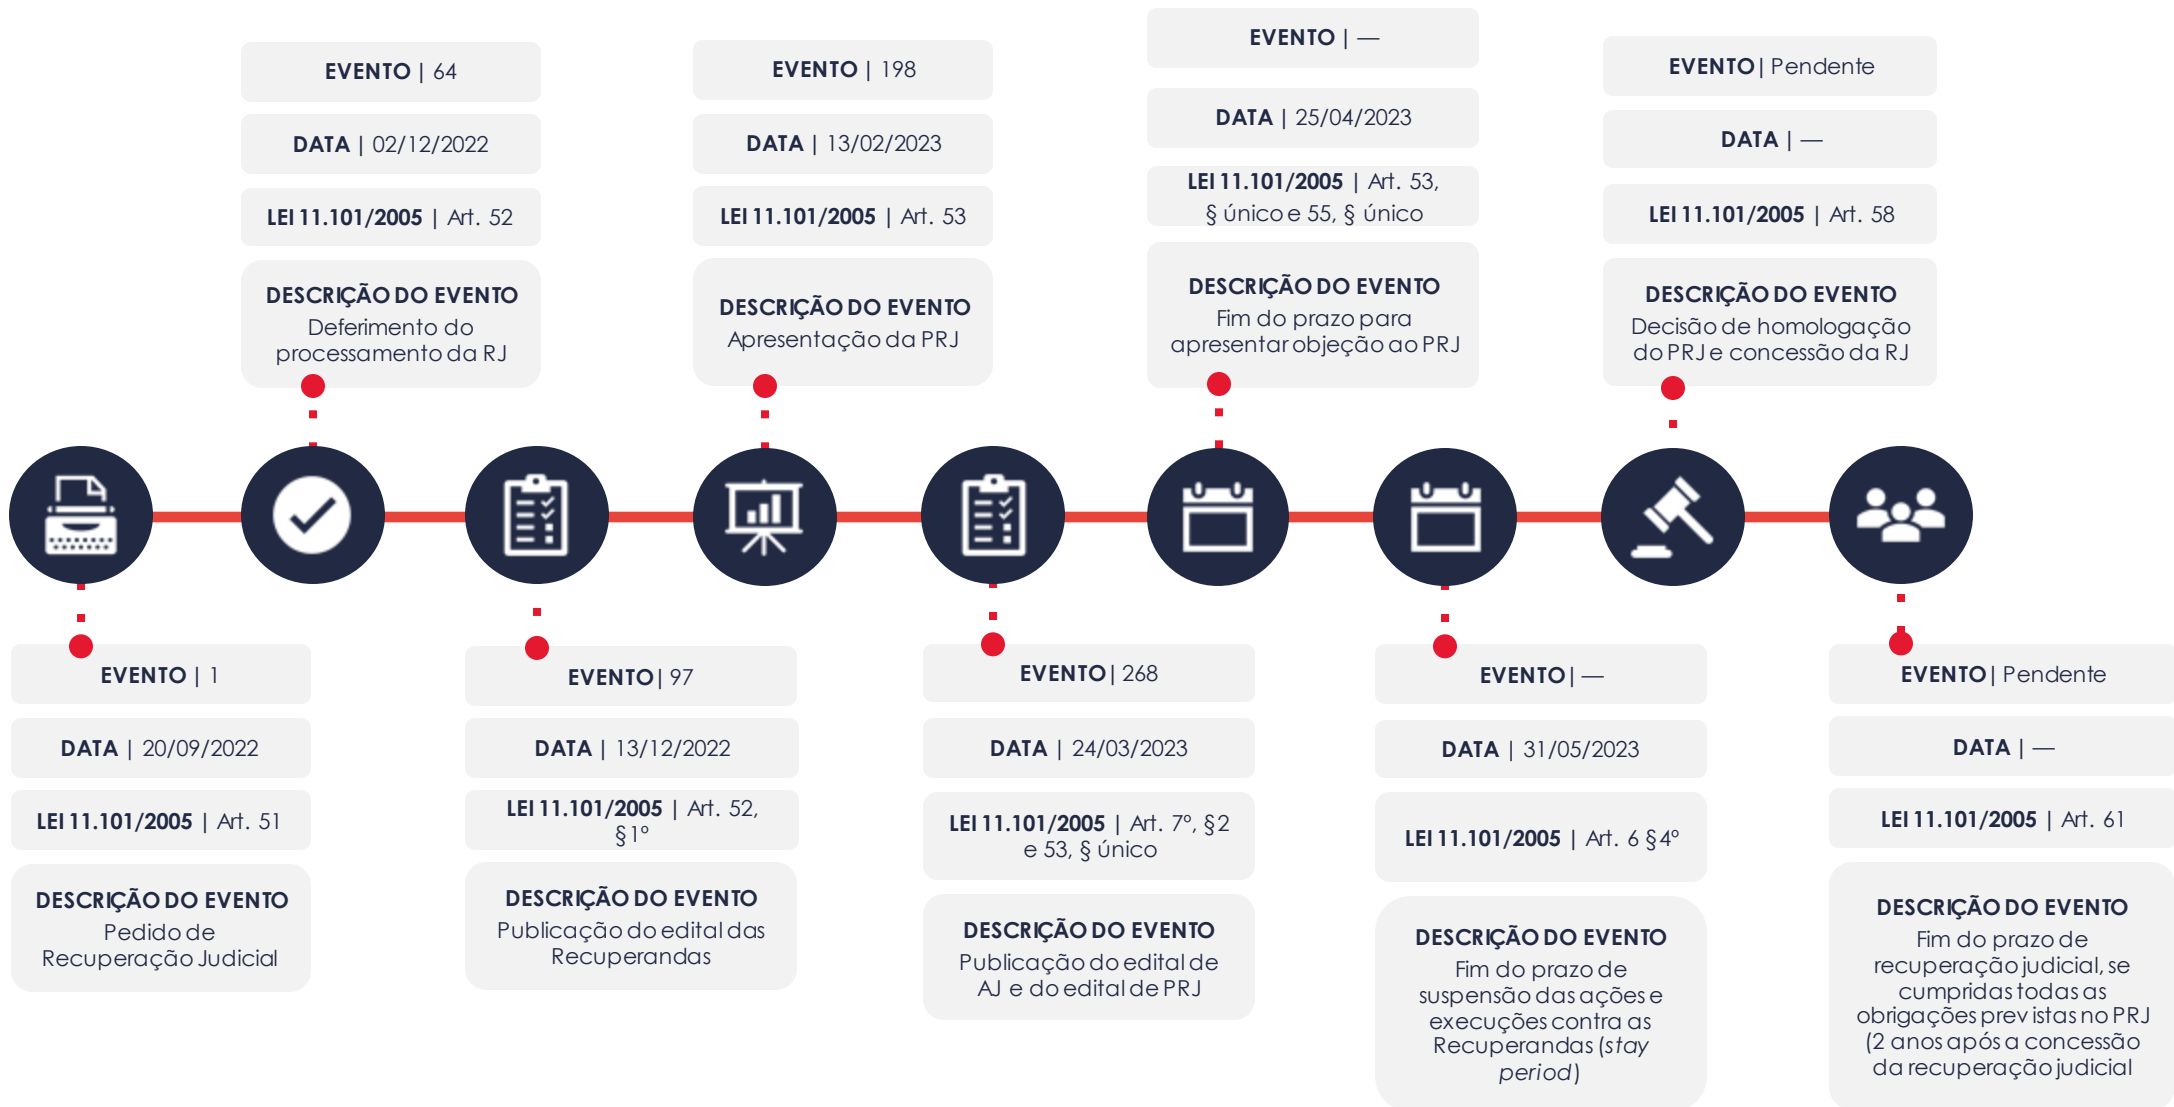 EVENTO | 64
DATA | 02/12/2022
LEI 11.101/2005 | Art. 52
DESCRIÇÃO DO EVENTO
Deferimento do
processamento da RJ
EVENTO | 198
DATA | 13/02/2023
LEI 11.101/2005 | Art. 53
DESCRIÇÃO DO EVENTO
Apresentação da PRJ
EVENTO | —
DATA | 25/04/2023
LEI 11.101/2005 | Art. 53,
§ único e 55, § único
DESCRIÇÃO DO EVENTO
Fim do prazo para
apresentar objeção ao PRJ
EVENTO | Pendente
DATA | —
LEI 11.101/2005 | Art. 58
DESCRIÇÃO DO EVENTO
Decisão de homologação
do PRJ e concessão da RJ
EVENTO | 1
DATA | 20/09/2022
LEI 11.101/2005 | Art. 51
DESCRIÇÃO DO EVENTO
Pedido de
Recuperação Judicial
EVENTO | 97
DATA | 13/12/2022
LEI 11.101/2005 | Art. 52,
§1º
DESCRIÇÃO DO EVENTO
Publicação do edital das
Recuperandas
EVENTO | 268
DATA | 24/03/2023
LEI 11.101/2005 | Art. 7º, §2
e 53, § único
DESCRIÇÃO DO EVENTO
Publicação do edital de
AJ e do edital de PRJ
EVENTO | —
DATA | 31/05/2023
LEI 11.101/2005 | Art. 6 §4º
DESCRIÇÃO DO EVENTO
Fim do prazo de
suspensão das ações e
execuções contra as
Recuperandas (stay
period)
EVENTO | Pendente
DATA | —
LEI 11.101/2005 | Art. 61
DESCRIÇÃO DO EVENTO
Fim do prazo de
recuperação judicial, se
cumpridas todas as
obrigações previstas no PRJ
(2 anos após a concessão
da recuperação judicial